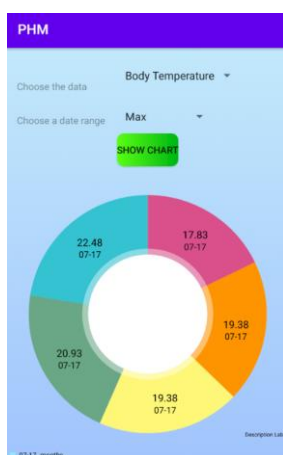 PHM
Body Temperature
Choose the data
Max
Choose a date range
SHOW CHART
22.48
07-17
17.83
07-17
19.38
07-17
20.93
07-17
19.38
07-17
Description Lab